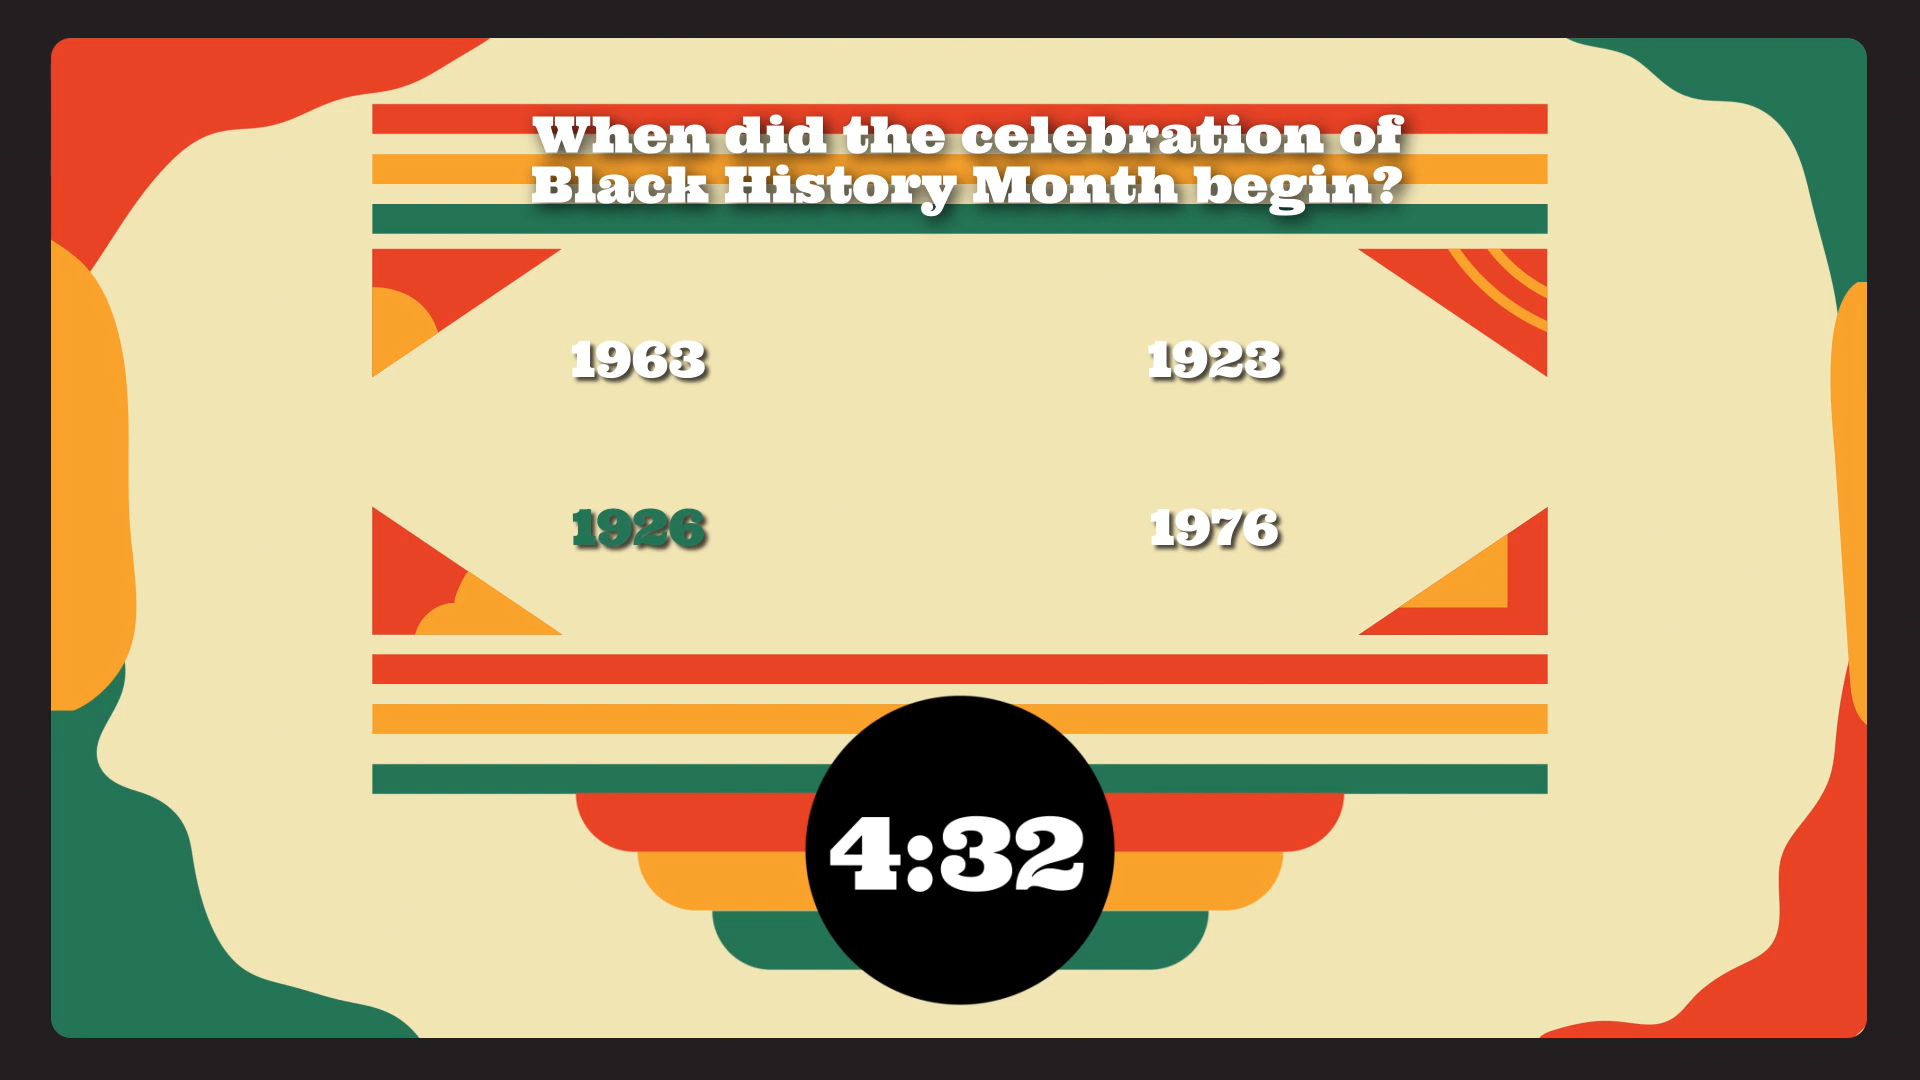 When did the celebration of
Black History Month begin?
1963
1923
1926
1976
4:32